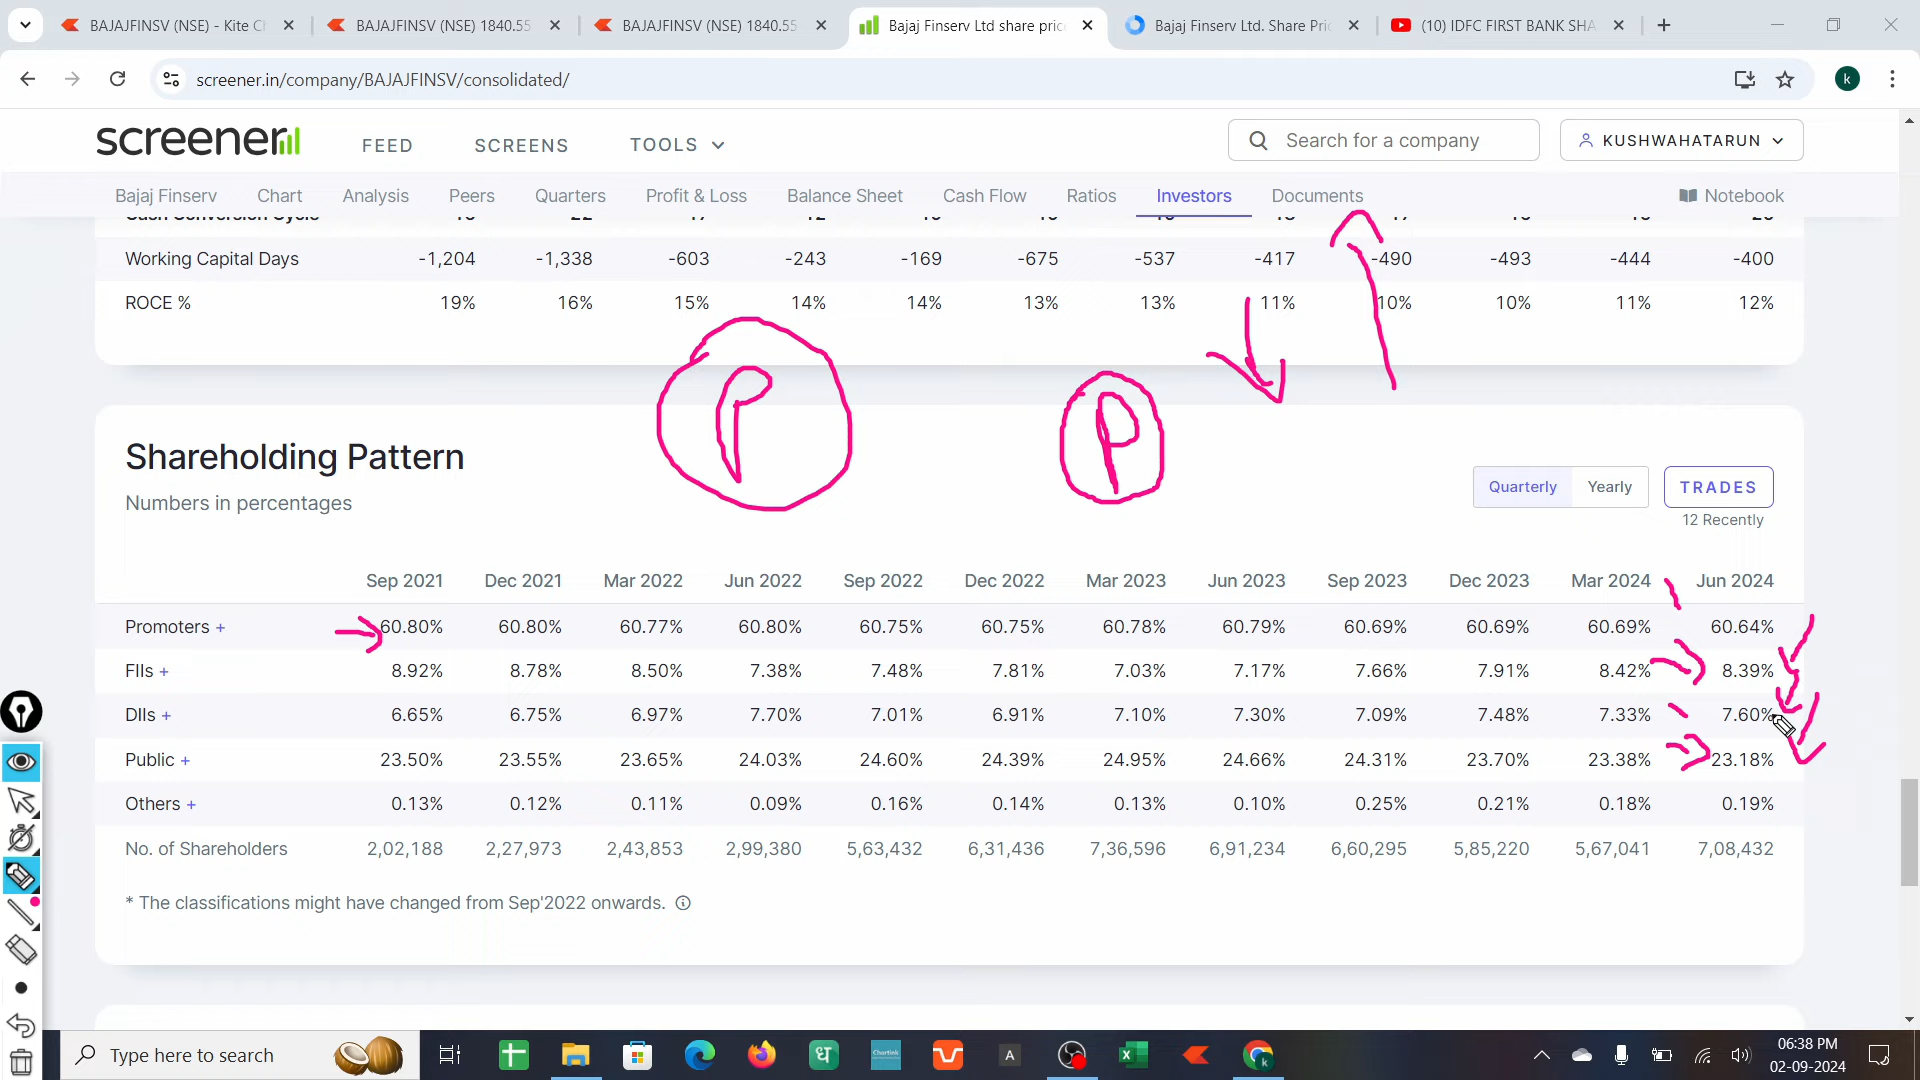 BAJAJFINSV (NSE) - Kite C
BAJAJFINSV (NSE) 1840.55
BAJAJFINSV (NSE) 1840.55
Bajaj Finserv Ltd share price
Bajaj Finserv Ltd. Share Pri
(10) IDFC FIRST BANK SHA
screener.in/company/BAJAJFINSV/consolidated/
k
screener
FEED
SCREENS
TOOLS
Search for a company
KUSHWAHATARUN
Bajaj Finserv Chart Analysis Peers Quarters Profit & Loss Balance Sheet Cash Flow Ratios Investors Documents Notebook
Cash Conversion Cycle
Working Capital Days -1,204 -1,338 -603 -243 -169 -675 -537 -417 -490 -493 -444 -400
ROCE % 19% 16% 15% 14% 14% 13% 13% 11% 10% 10% 11% 12%
P P
Shareholding Pattern
Numbers in percentages
Quarterly Yearly TRADES
12 Recently
Sep 2021 Dec 2021 Mar 2022 Jun 2022 Sep 2022 Dec 2022 Mar 2023 Jun 2023 Sep 2023 Dec 2023 Mar 2024 Jun 2024
Promoters + 60.80% 60.80% 60.77% 60.80% 60.75% 60.75% 60.78% 60.79% 60.69% 60.69% 60.69% 60.64%
FIIs + 8.92% 8.78% 8.50% 7.38% 7.48% 7.81% 7.03% 7.17% 7.66% 7.91% 8.42% 8.39%
DIIs + 6.65% 6.75% 6.97% 7.70% 7.01% 6.91% 7.10% 7.30% 7.09% 7.48% 7.33% 7.60%
Public + 23.50% 23.55% 23.65% 24.03% 24.60% 24.39% 24.95% 24.66% 24.31% 23.70% 23.38% 23.18%
Others + 0.13% 0.12% 0.11% 0.09% 0.16% 0.14% 0.13% 0.10% 0.25% 0.21% 0.18% 0.19%
No. of Shareholders 2,02,188 2,27,973 2,43,853 2,99,380 5,63,432 6,31,436 7,36,596 6,91,234 6,60,295 5,85,220 5,67,041 7,08,432
* The classifications might have changed from Sep'2022 onwards.
Type here to search
ध
Chartink
A
06:38 PM
02-09-2024